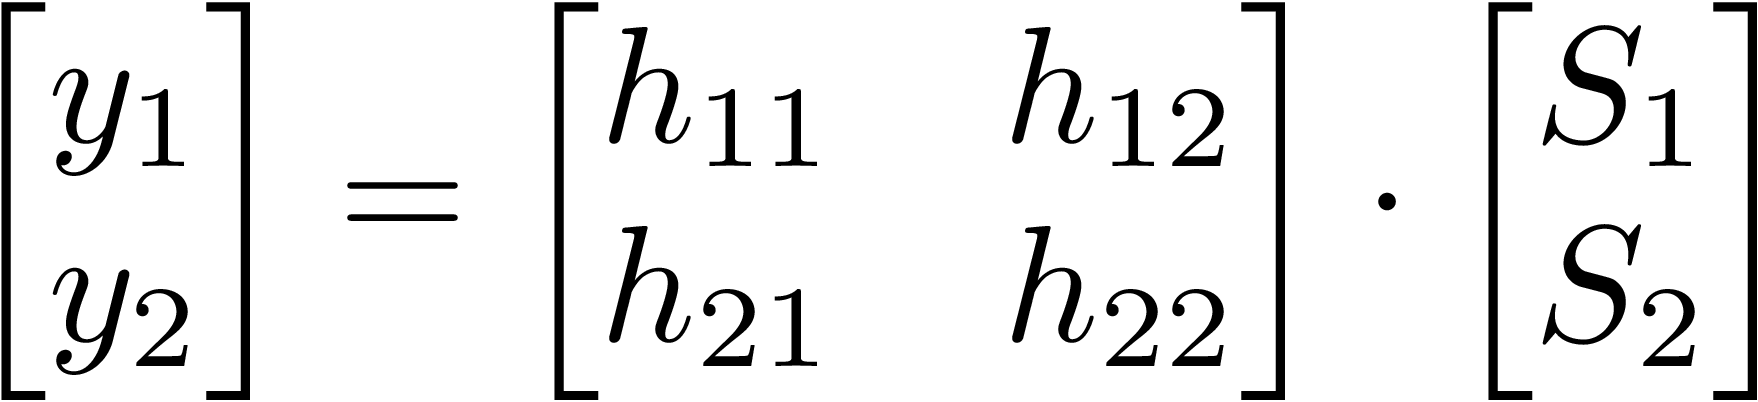 [y₁ y₂] = [h₁₁ h₁₂ h₂₁ h₂₂] · [S₁ S₂]